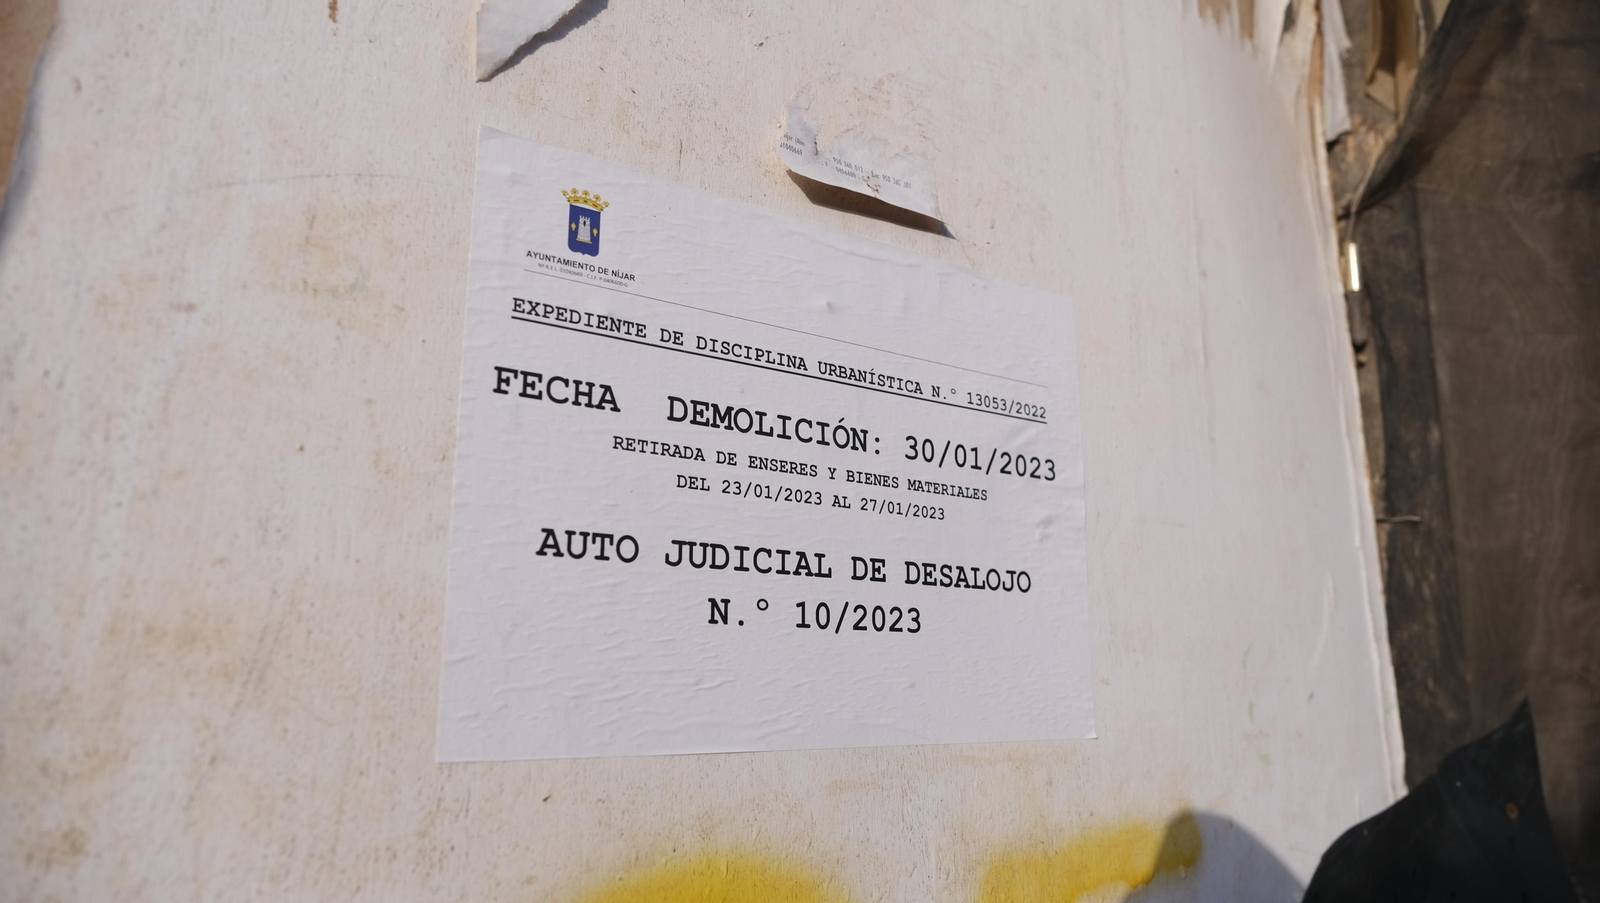 AYUNTAMIENTO DE NÍJAR
EXPEDIENTE DE DISCIPLINA URBANÍSTICA N.° 13053/2022
FECHA DEMOLICIÓN: 30/01/2023
RETIRADA DE ENSERES Y BIENES MATERIALES
DEL 23/01/2023 AL 27/01/2023
AUTO JUDICIAL DE DESALOJO
N.° 10/2023